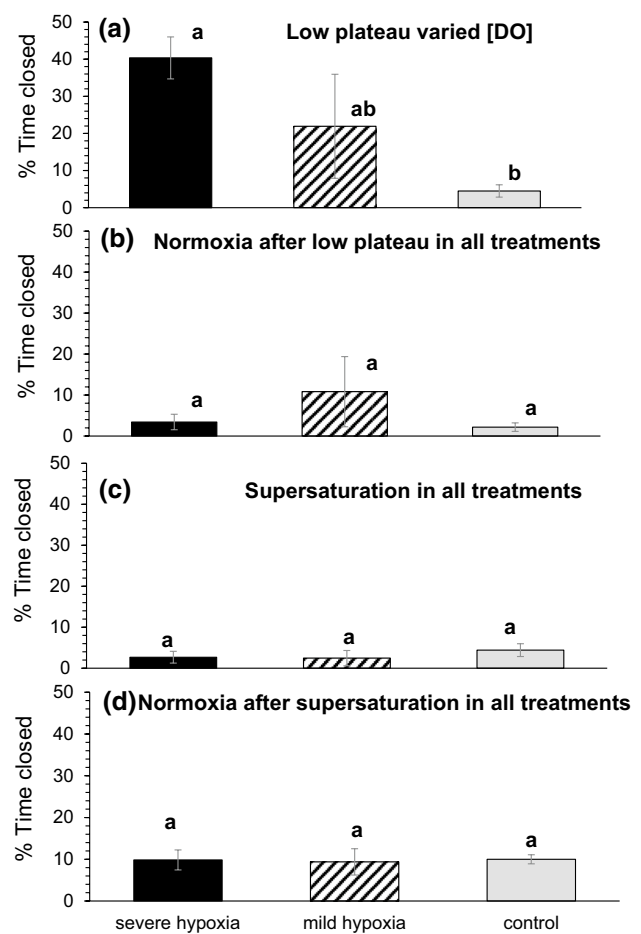 (a) Low plateau varied [DO]
% Time closed
50
40
30
20
10
0
a
ab
b
(b) Normoxia after low plateau in all treatments
% Time closed
50
40
30
20
10
0
a
a
a
(c) Supersaturation in all treatments
% Time closed
50
40
30
20
10
0
a
a
a
(d) Normoxia after supersaturation in all treatments
% Time closed
50
40
30
20
10
0
a
a
a
severe hypoxia mild hypoxia control